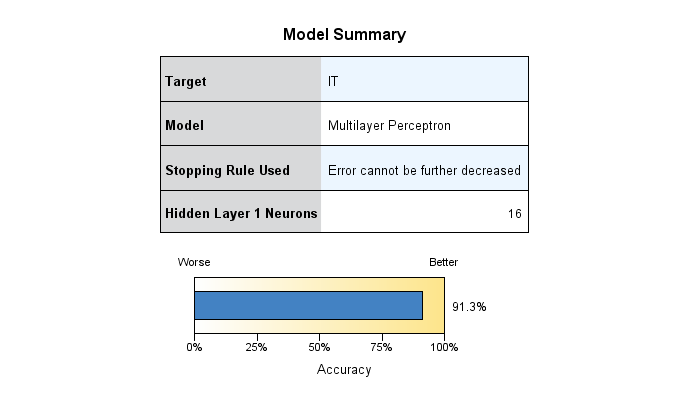 Model Summary
Target IT
Model Multilayer Perceptron
Stopping Rule Used Error cannot be further decreased
Hidden Layer 1 Neurons 16
Worse Better
91.3%
0% 25% 50% 75% 100%
Accuracy